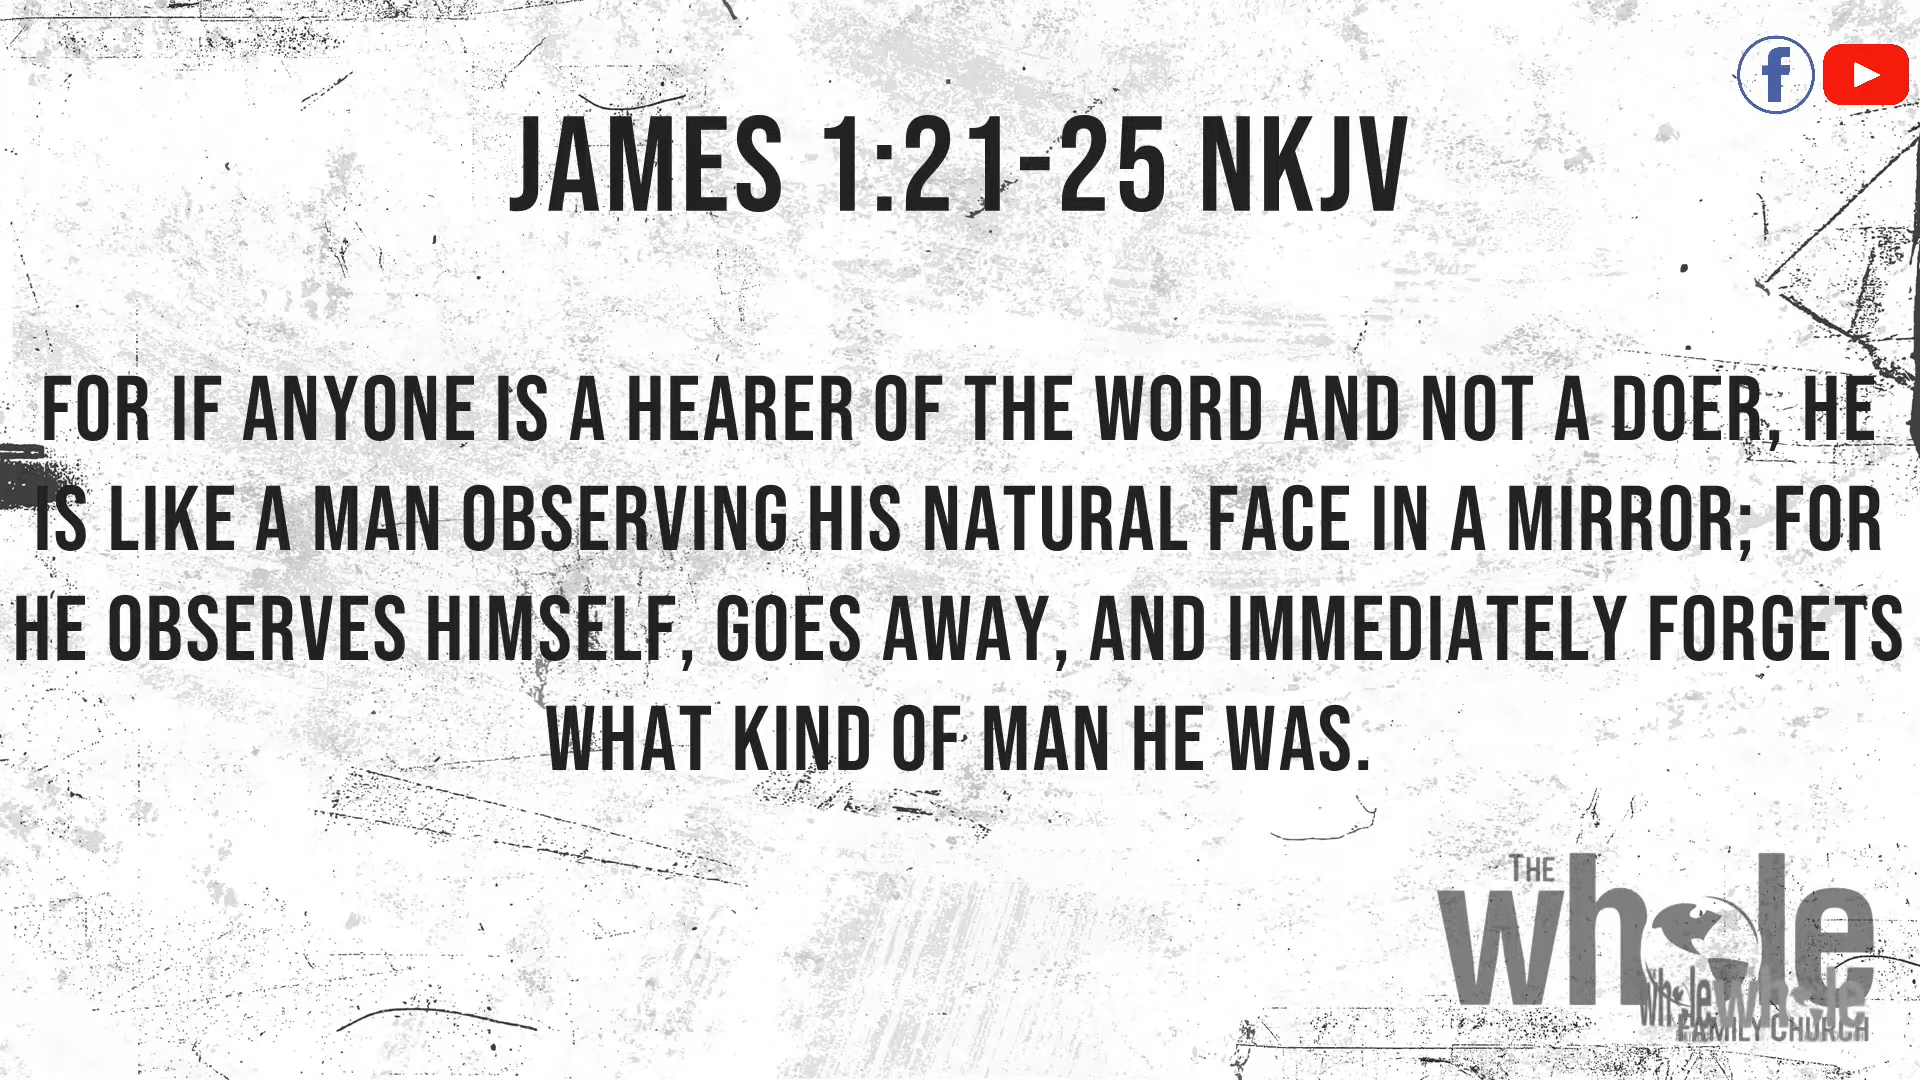 JAMES 1:21-25 NKJV
FOR IF ANYONE IS A HEARER OF THE WORD AND NOT A DOER, HE
IS LIKE A MAN OBSERVING HIS NATURAL FACE IN A MIRROR; FOR
HE OBSERVES HIMSELF, GOES AWAY, AND IMMEDIATELY FORGETS
WHAT KIND OF MAN HE WAS.
THE
whole
whole whole
FAMILY CHURCH